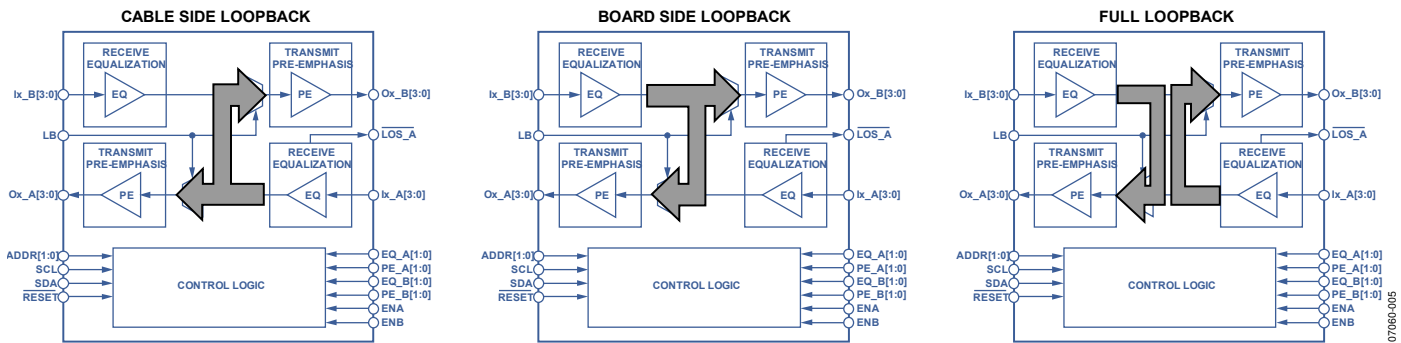 CABLE SIDE LOOPBACK
RECEIVE
EQUALIZATION
EQ
TRANSMIT
PRE-EMPHASIS
PE
Ix_B[3:0]
Ox_B[3:0]
LB
LOS_A
TRANSMIT
PRE-EMPHASIS
PE
RECEIVE
EQUALIZATION
EQ
Ox_A[3:0]
Ix_A[3:0]
ADDR[1:0]
SCL
SDA
RESET
CONTROL LOGIC
EQ_A[1:0]
PE_A[1:0]
EQ_B[1:0]
PE_B[1:0]
ENA
ENB
BOARD SIDE LOOPBACK
RECEIVE
EQUALIZATION
EQ
TRANSMIT
PRE-EMPHASIS
PE
Ix_B[3:0]
Ox_B[3:0]
LB
LOS_A
TRANSMIT
PRE-EMPHASIS
PE
RECEIVE
EQUALIZATION
EQ
Ox_A[3:0]
Ix_A[3:0]
ADDR[1:0]
SCL
SDA
RESET
CONTROL LOGIC
EQ_A[1:0]
PE_A[1:0]
EQ_B[1:0]
PE_B[1:0]
ENA
ENB
FULL LOOPBACK
RECEIVE
EQUALIZATION
EQ
TRANSMIT
PRE-EMPHASIS
PE
Ix_B[3:0]
Ox_B[3:0]
LB
LOS_A
TRANSMIT
PRE-EMPHASIS
PE
RECEIVE
EQUALIZATION
EQ
Ox_A[3:0]
Ix_A[3:0]
ADDR[1:0]
SCL
SDA
RESET
CONTROL LOGIC
EQ_A[1:0]
PE_A[1:0]
EQ_B[1:0]
PE_B[1:0]
ENA
ENB
07060-005